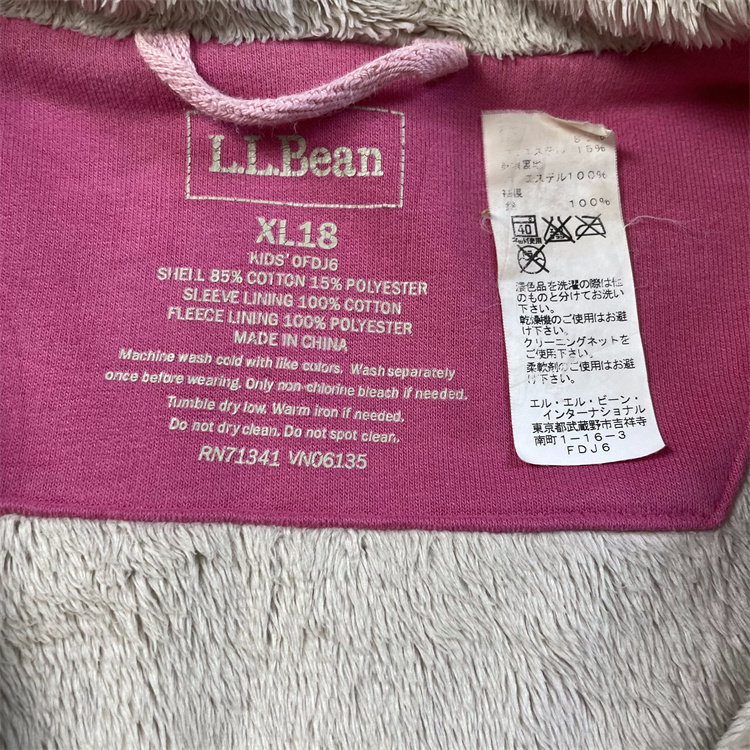 L.L.Bean
XL18
KIDS' 0FDJ6
SHELL 85% COTTON 15% POLYESTER
SLEEVE LINING 100% COTTON
FLEECE LINING 100% POLYESTER
MADE IN CHINA
Machine wash cold with like colors. Wash separately
once before wearing. Only non-chlorine bleach if needed.
Tumble dry low. Warm iron if needed.
Do not dry clean. Do not spot clean.
RN71341 VN06135
15%
エステル100%
100%
40
濃色品を洗濯の際は他
のものと分けてお洗い
下さい。
乾燥機のご使用はお避
け下さい。
クリーニングネットを
ご使用下さい。
柔軟剤のご使用はお避
け下さい。
エル・エル・ビーン・
インターナショナル
東京都武蔵野市吉祥寺
南町1-16-3
FDJ6